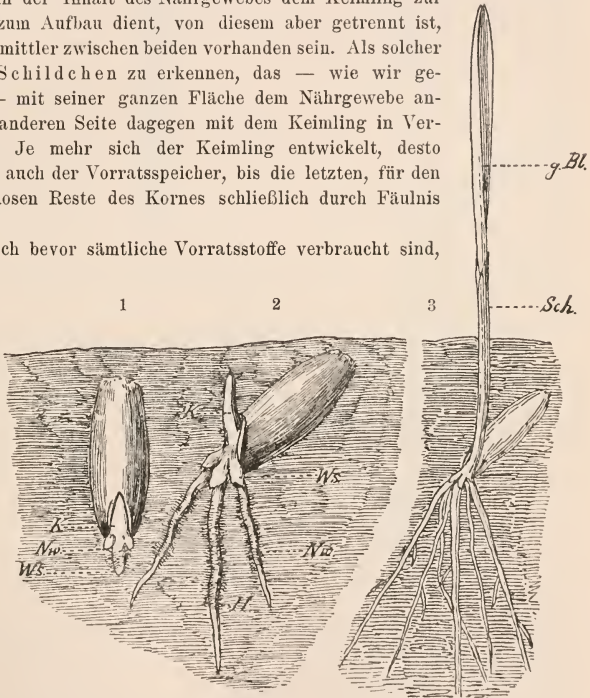 der Inhalt des Nährgewebes dem Keimling zur
zum Aufbau dient, von diesem aber getrennt ist,
mittler zwischen beiden vorhanden sein. Als solcher
Schildchen zu erkennen, das — wie wir ge-
- mit seiner ganzen Fläche dem Nährgewebe an-
anderen Seite dagegen mit dem Keimling in Ver-
Je mehr sich der Keimling entwickelt, desto
auch der Vorratsspeicher, bis die letzten, für den
losen Reste des Kornes schließlich durch Fäulnis
ch bevor sämtliche Vorratsstoffe verbraucht sind,
g. Bl.
1 2 3 Sch.
K.
Ws.
K.
Nw. Nw.
Ws.
H.